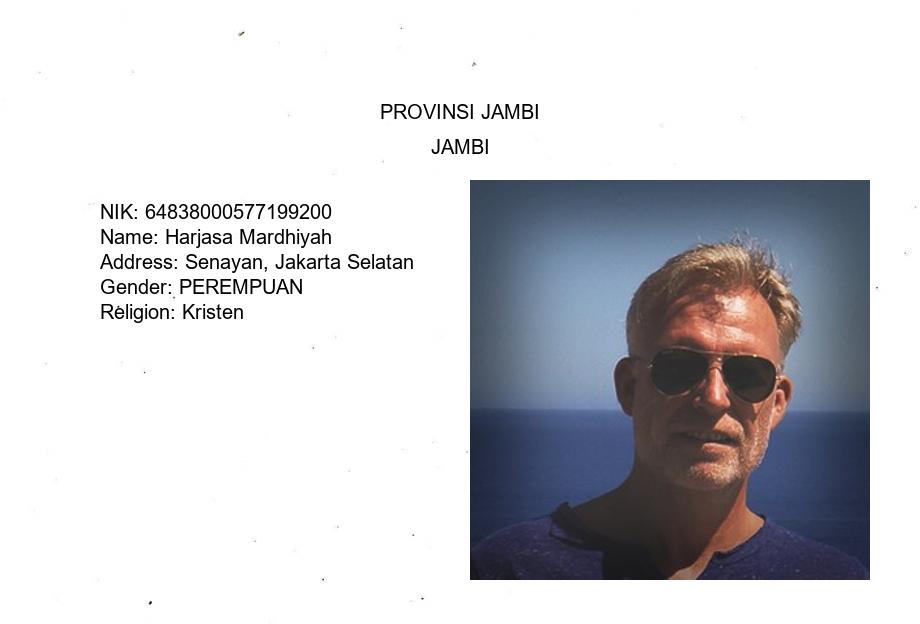 PROVINSI JAMBI
JAMBI
NIK: 64838000577199200
Name: Harjasa Mardhiyah
Address: Senayan, Jakarta Selatan
Gender: PEREMPUAN
Religion: Kristen